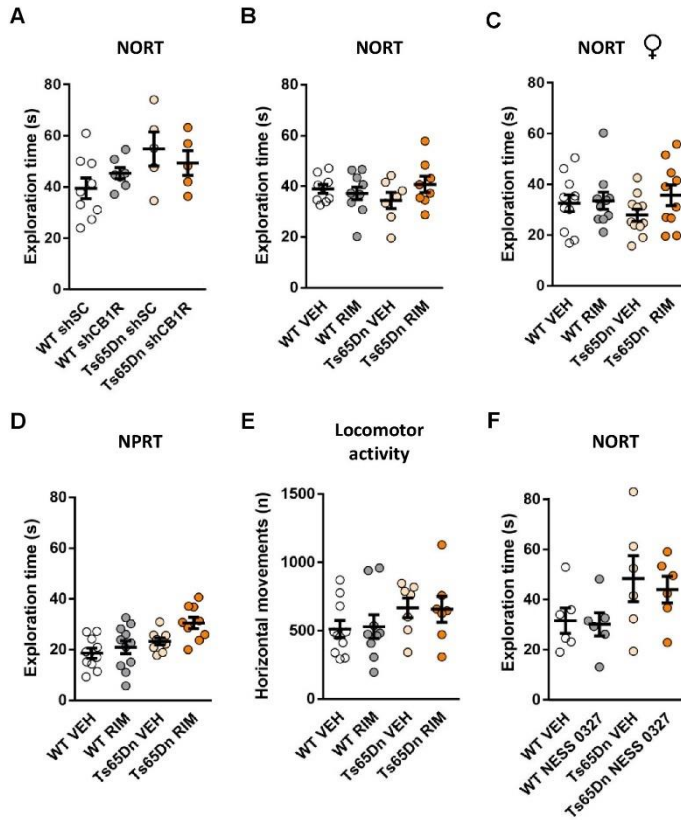 A
NORT
Exploration time (s)
80
60
40
20
0
WT shSC
WT shCB1R
Ts65Dn shSC
Ts65Dn shCB1R
B
NORT
Exploration time (s)
80
60
40
20
0
WT VEH
WT RIM
Ts65Dn VEH
Ts65Dn RIM
C
NORT ♀
Exploration time (s)
80
60
40
20
0
WT VEH
WT RIM
Ts65Dn VEH
Ts65Dn RIM
D
NPRT
Exploration time (s)
80
60
40
20
0
WT VEH
WT RIM
Ts65Dn VEH
Ts65Dn RIM
E
Locomotor
activity
Horizontal movements (n)
1500
1000
500
0
WT VEH
WT RIM
Ts65Dn VEH
Ts65Dn RIM
F
NORT
Exploration time (s)
80
60
40
20
0
WT VEH
WT NESS 0327
Ts65Dn VEH
Ts65Dn NESS 0327